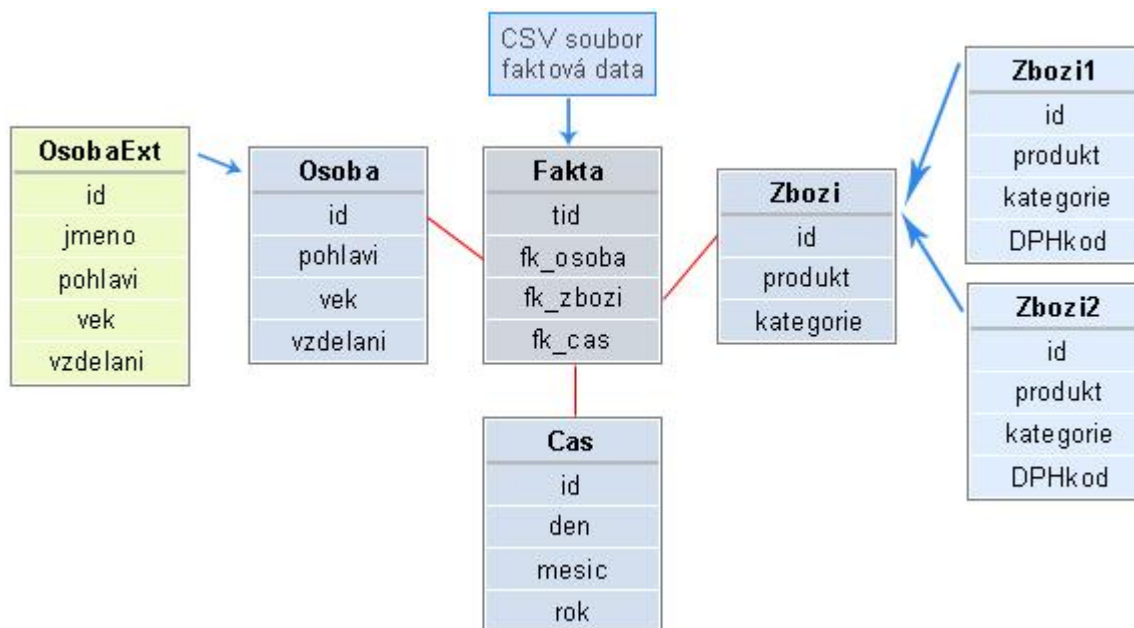 CSV soubor
faktová data
OsobaExt
id
jmeno
pohlavi
vek
vzdelani
Osoba
id
pohlavi
vek
vzdelani
Fakta
tid
fk_osoba
fk_zbozi
fk_cas
Cas
id
den
mesic
rok
Zbozi
id
produkt
kategorie
Zbozi1
id
produkt
kategorie
DPHkod
Zbozi2
id
produkt
kategorie
DPHkod